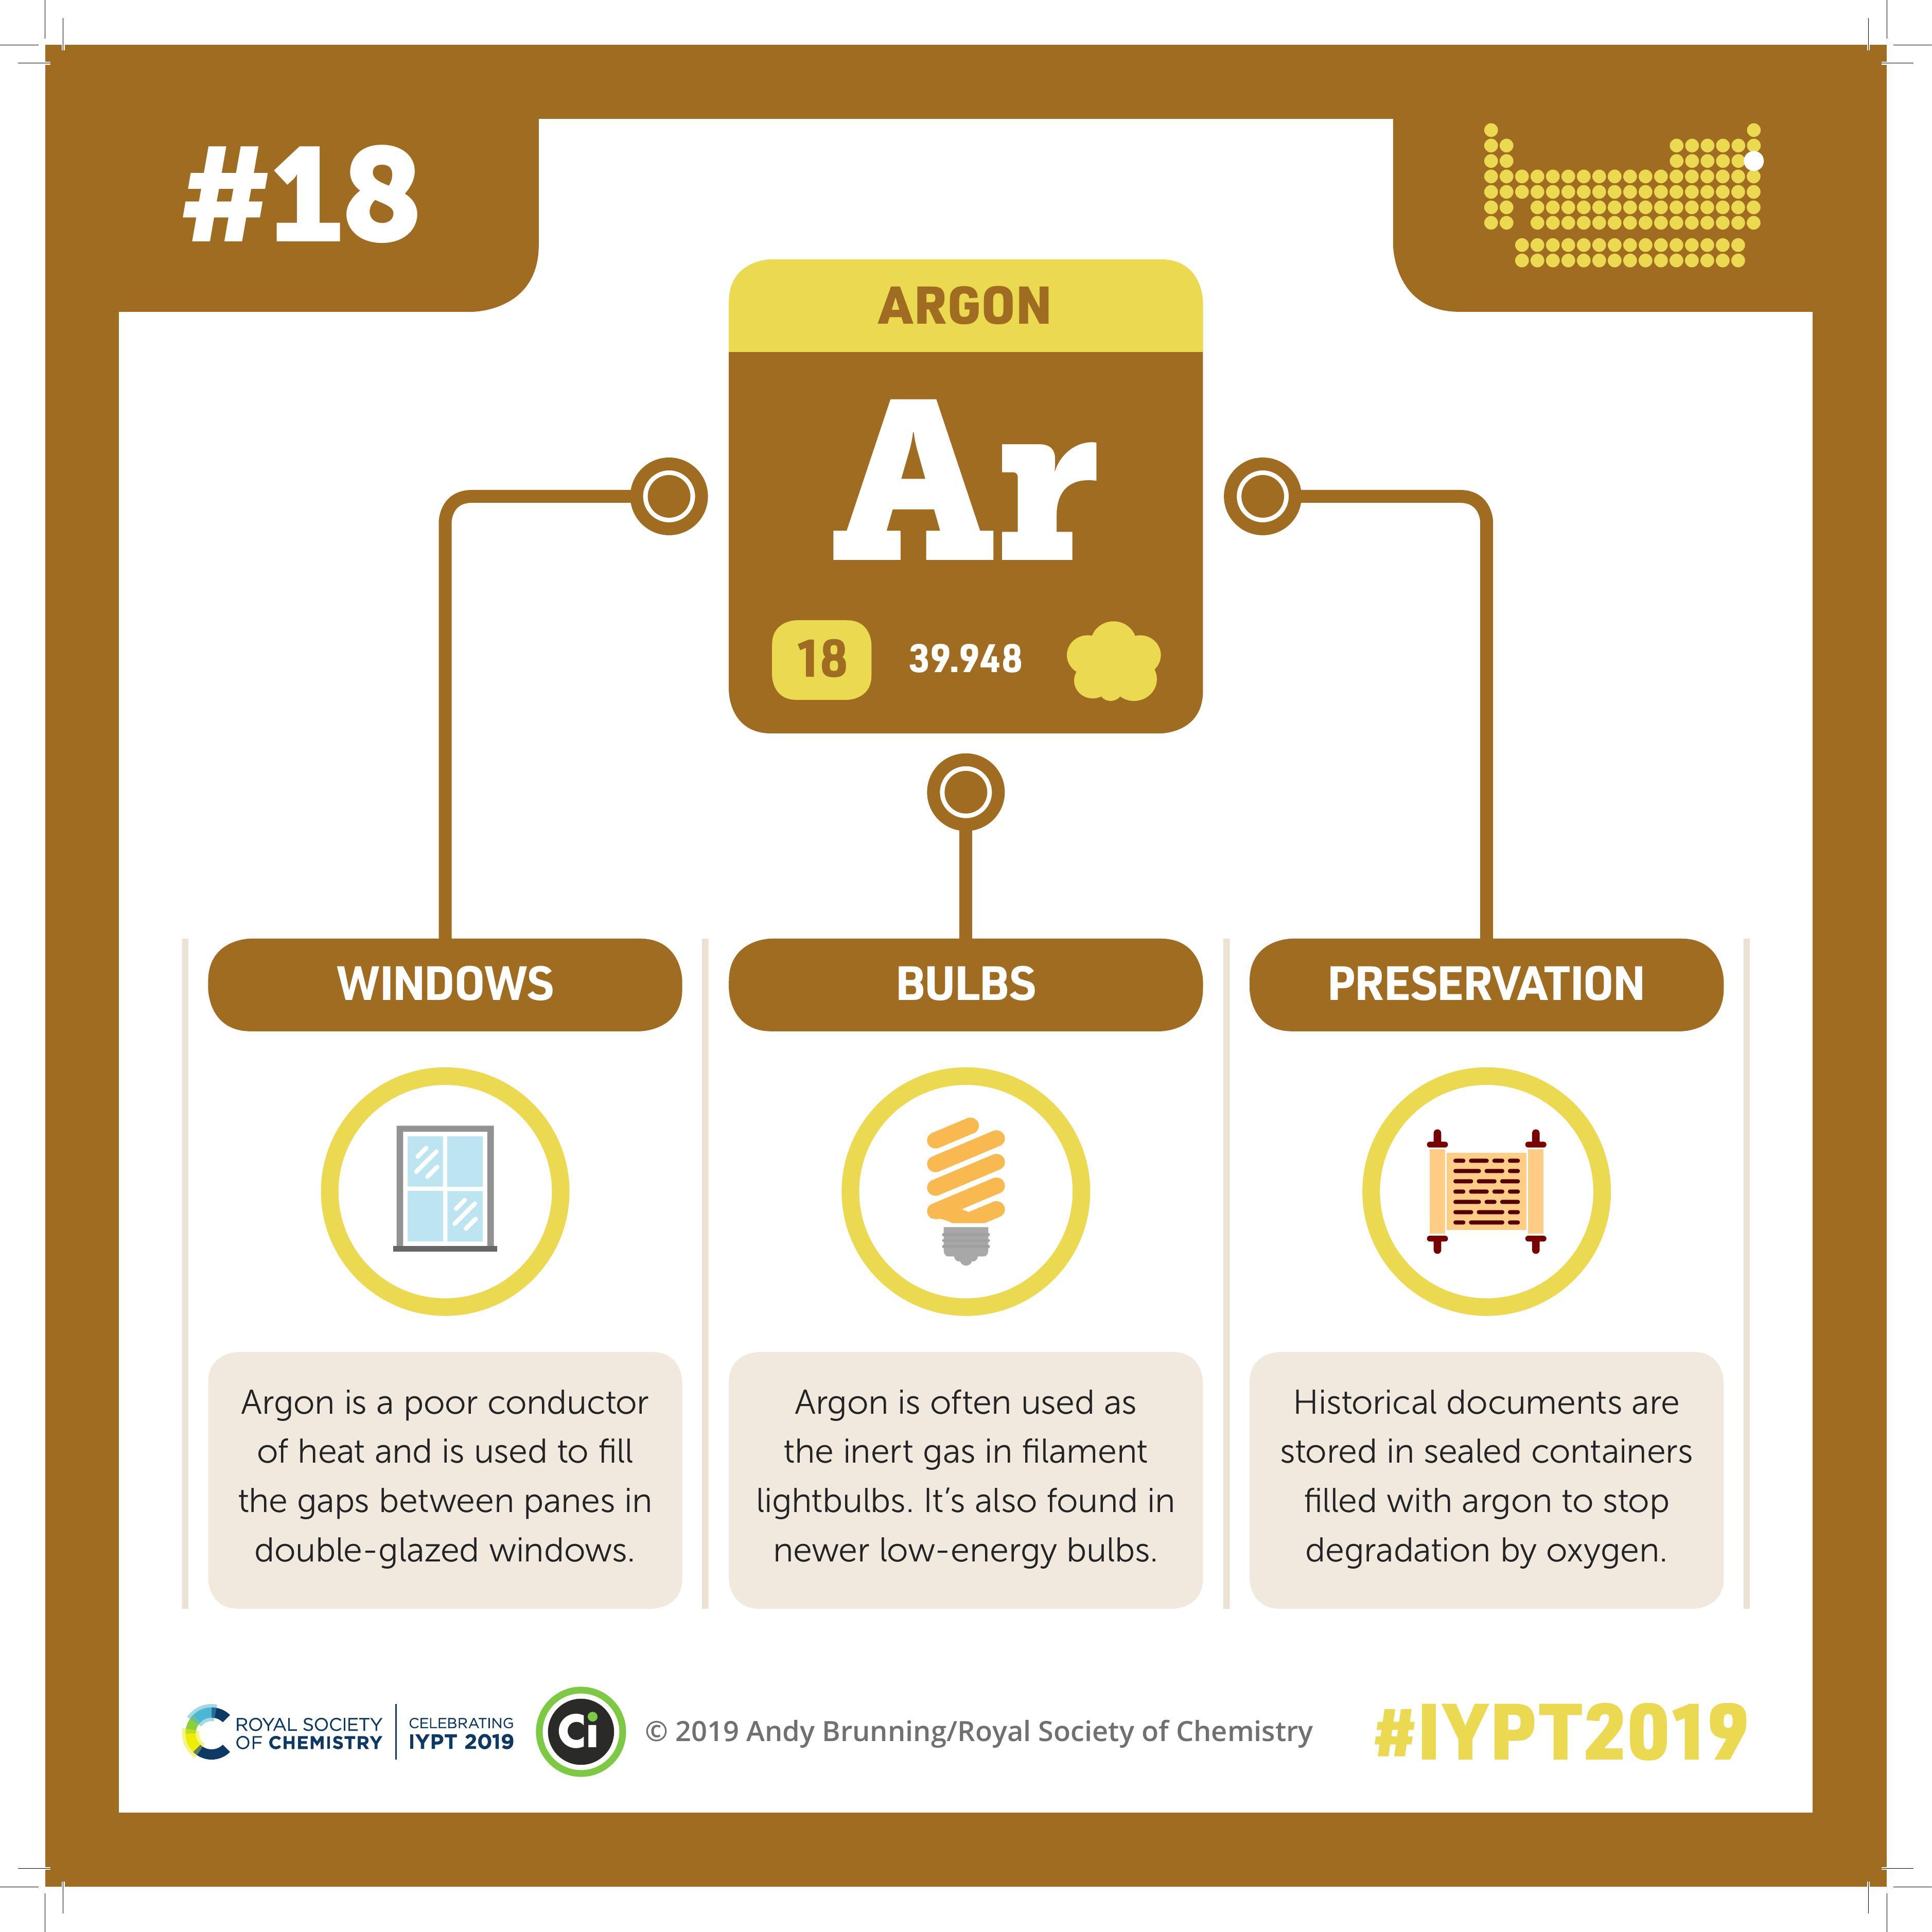 #18
ARGON
Ar
18
39.948
WINDOWS
Argon is a poor conductor
of heat and is used to fill
the gaps between panes in
double-glazed windows.
BULBS
Argon is often used as
the inert gas in filament
lightbulbs. It’s also found in
newer low-energy bulbs.
PRESERVATION
Historical documents are
stored in sealed containers
filled with argon to stop
degradation by oxygen.
ROYAL SOCIETY
OF CHEMISTRY
CELEBRATING
IYPT 2019
Ci
© 2019 Andy Brunning/Royal Society of Chemistry
#IYPT2019